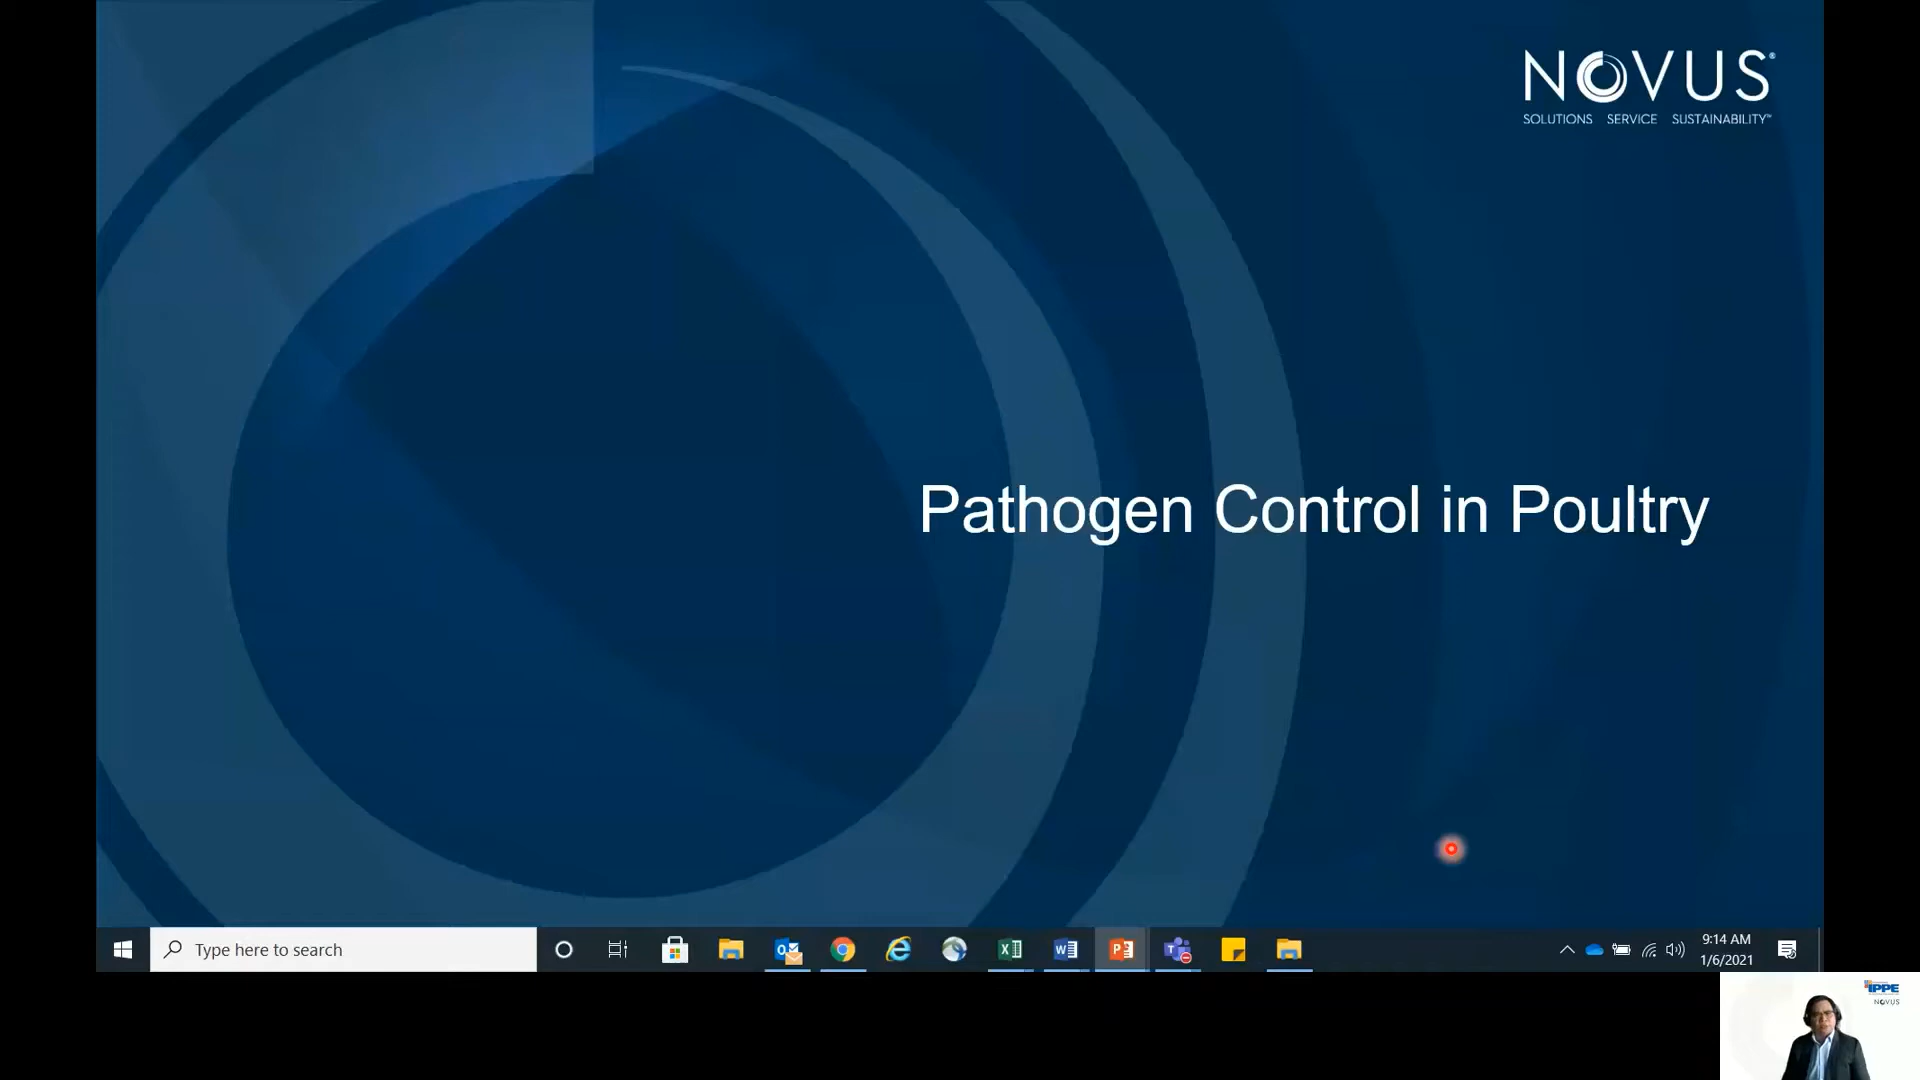 NOVUS®
SOLUTIONS SERVICE SUSTAINABILITY™
Pathogen Control in Poultry
Type here to search
9:14 AM
1/6/2021
IPPE
NOVUS